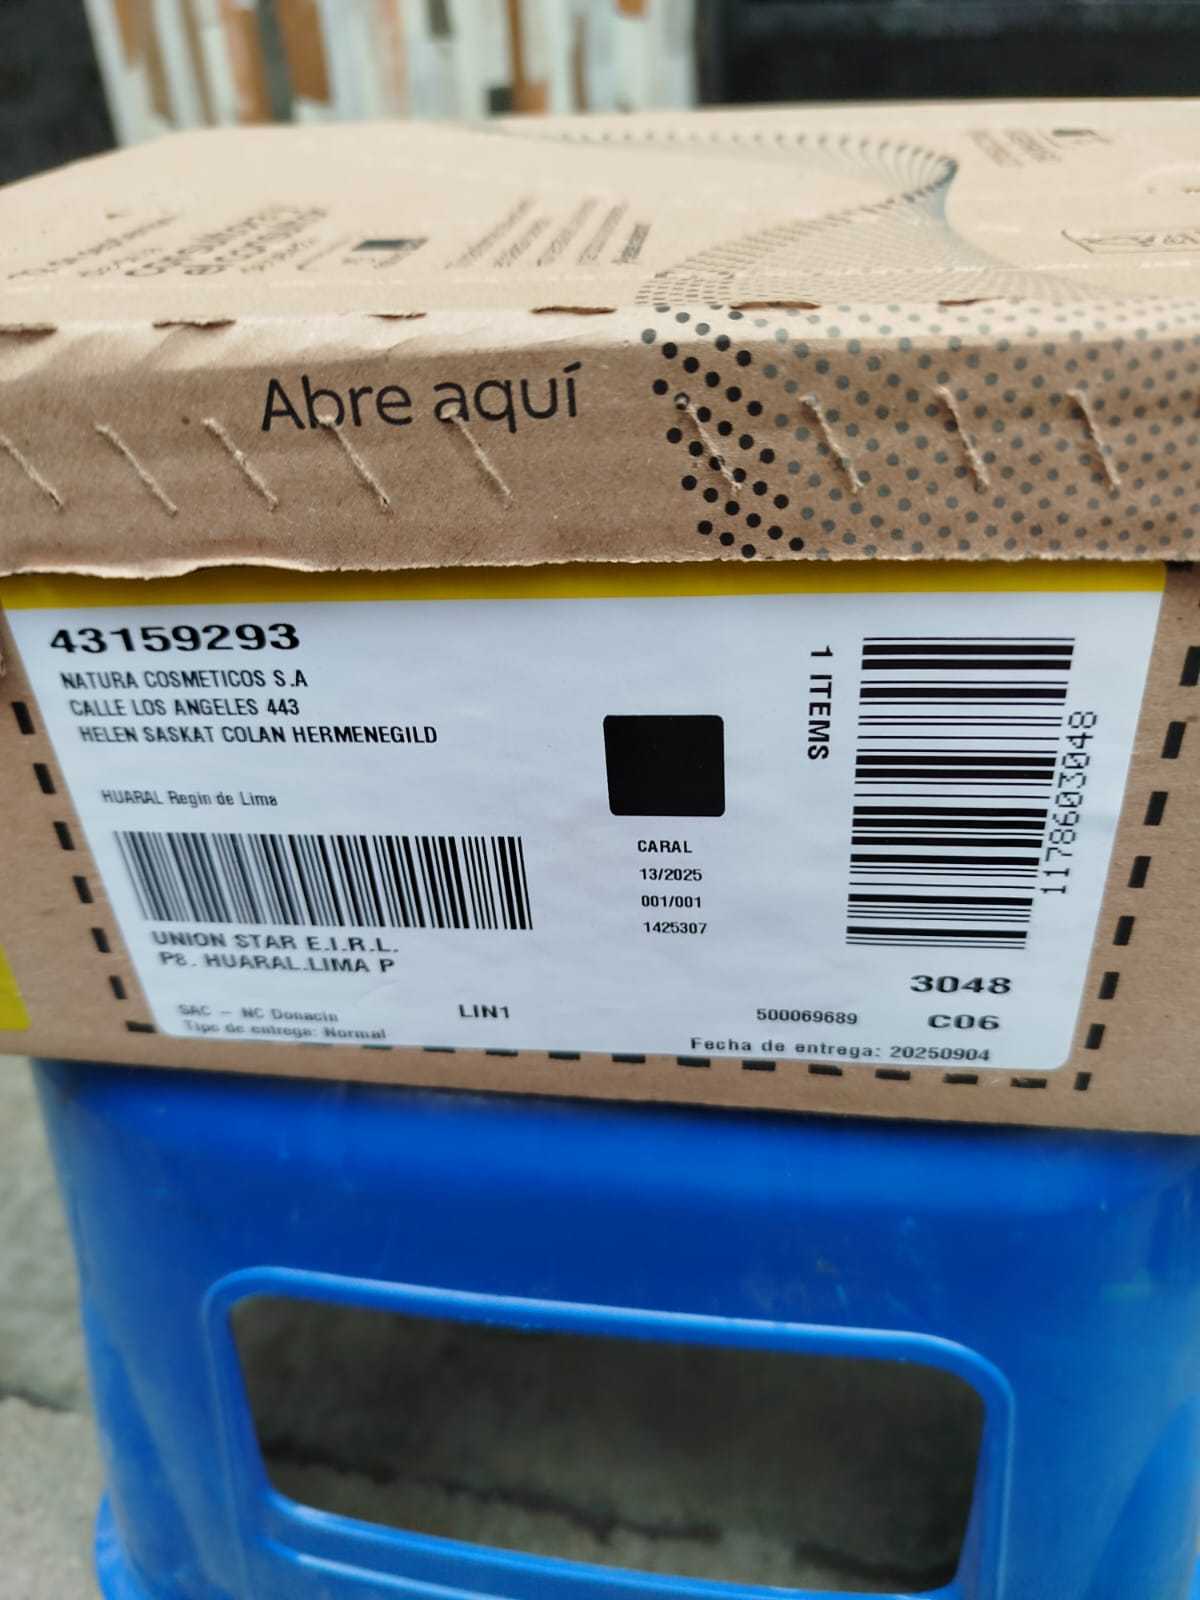 Abre aquí
43159293
NATURA COSMETICOS S.A
CALLE LOS ANGELES 443
HELEN SASKAT COLAN HERMENEGILD
HUARAL Regin de Lima
1 ITEMS
1178603048
CARAL
13/2025
001/001
1425307
UNION STAR E.I.R.L.
P8. HUARAL.LIMA P
3048
SAC - NC Donacin
LIN1
500069689
C06
Tipo de entrega: Normal
Fecha de entrega: 20250904